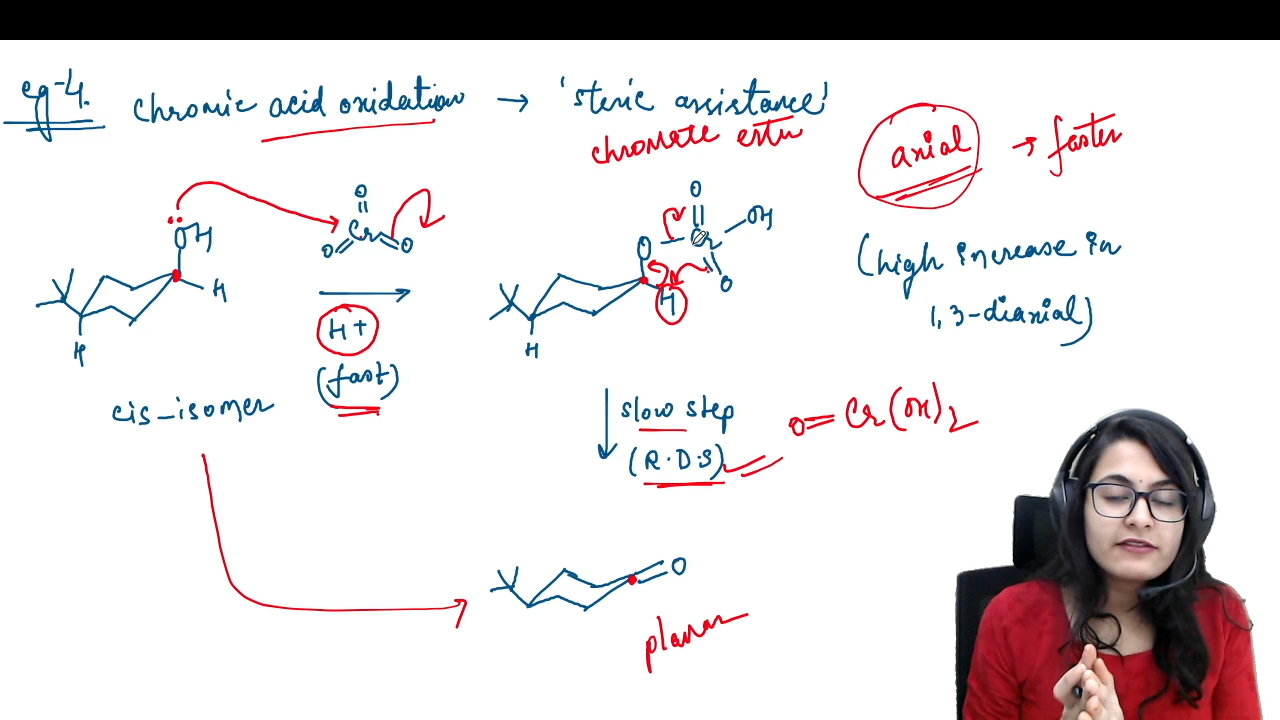 eg-4. chromic acid oxidation → 'steric assistance'
chromate ester
axial → faster
(high increase in
1,3-diaxial)
OH
H
H
O
O
Cr
O
H+
(fast)
O
O
OH
O
H
H
cis-isomer
slow step
(R.D.S)
O=Cr(OH)2
O
planar